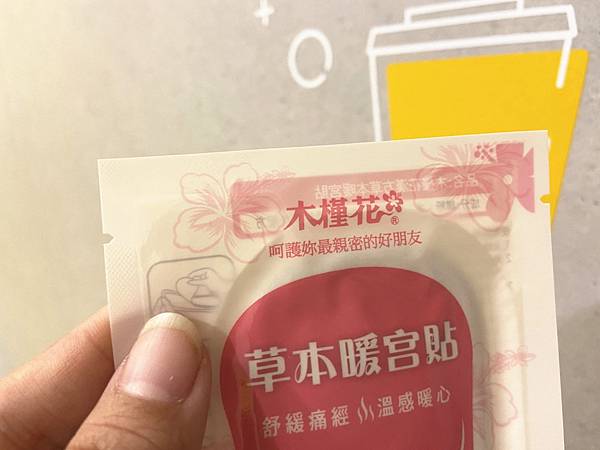 木槿花®
呵護妳最親密的好朋友
草本暖宮貼
舒緩痛經 溫感暖心